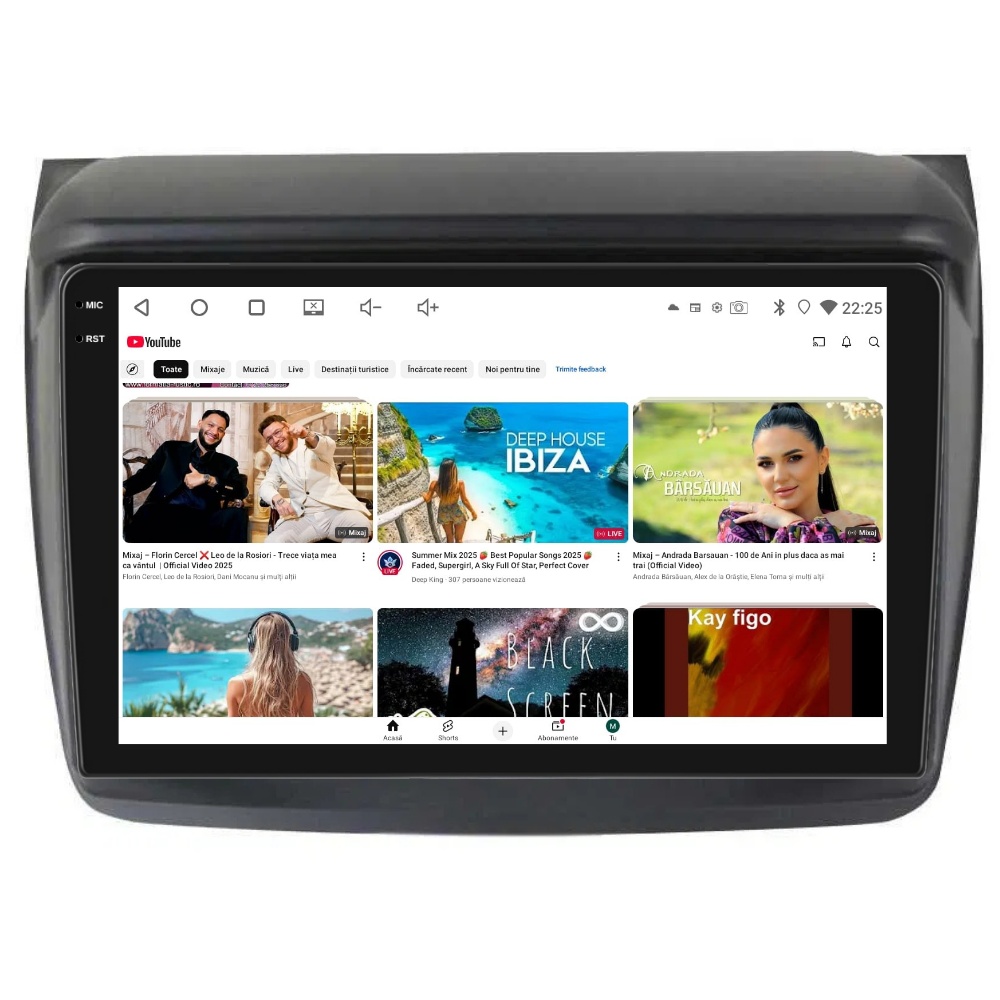 MIC
22:25
RST
YouTube
Toate
Mixaje
Muzică
Live
Destinații turistice
Încărcate recent
Noi pentru tine
Trimite feedback
DEEP HOUSE
IBIZA
ANDRADA
BÂRSĂUAN
Mixaj
LIVE
Mixaj
Mixaj – Florin Cercel ❌ Leo de la Rosiori - Trece viața mea
ca vântul | Official Video 2025
Florin Cercel, Leo de la Rosiori, Dani Mocanu și mulți alții
LIVE
Summer Mix 2025 🍓 Best Popular Songs 2025 🍓
Faded, Supergirl, A Sky Full Of Star, Perfect Cover
Deep King · 307 persoane vizionează
Mixaj – Andrada Barsauan - 100 de Ani in plus daca as mai
trai (Official Video)
Andrada Bârsăuan, Alex de la Orăștie, Elena Toma și mulți alții
BLACK
SCREEN
Kay figo
Acasă
Shorts
Abonamente
M
Tu